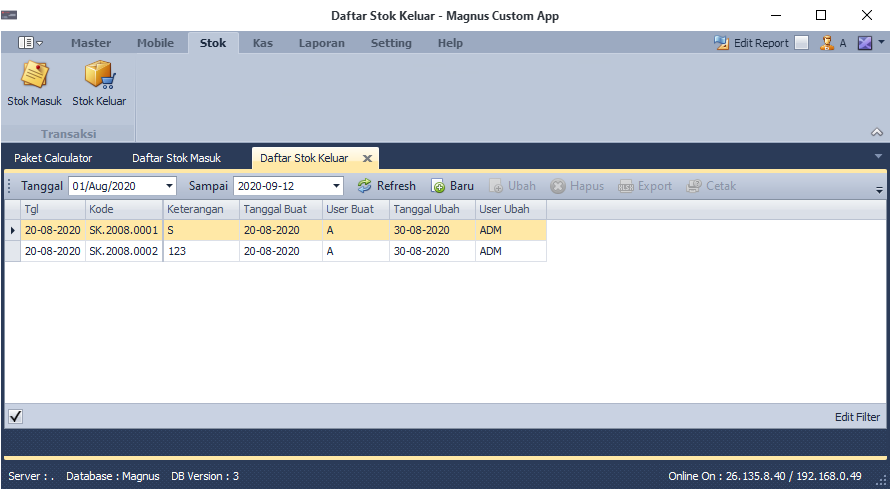 Daftar Stok Keluar - Magnus Custom App
Master Mobile Stok Kas Laporan Setting Help Edit Report A
Stok Masuk Stok Keluar
Transaksi
Paket Calculator Daftar Stok Masuk Daftar Stok Keluar
Tanggal 01/Aug/2020 Sampai 2020-09-12 Refresh Baru Ubah Hapus Export Cetak
Tgl Kode Keterangan Tanggal Buat User Buat Tanggal Ubah User Ubah
20-08-2020 SK.2008.0001 S 20-08-2020 A 30-08-2020 ADM
20-08-2020 SK.2008.0002 123 20-08-2020 A 30-08-2020 ADM
Edit Filter
Server : . Database : Magnus DB Version : 3 Online On : 26.135.8.40 / 192.168.0.49